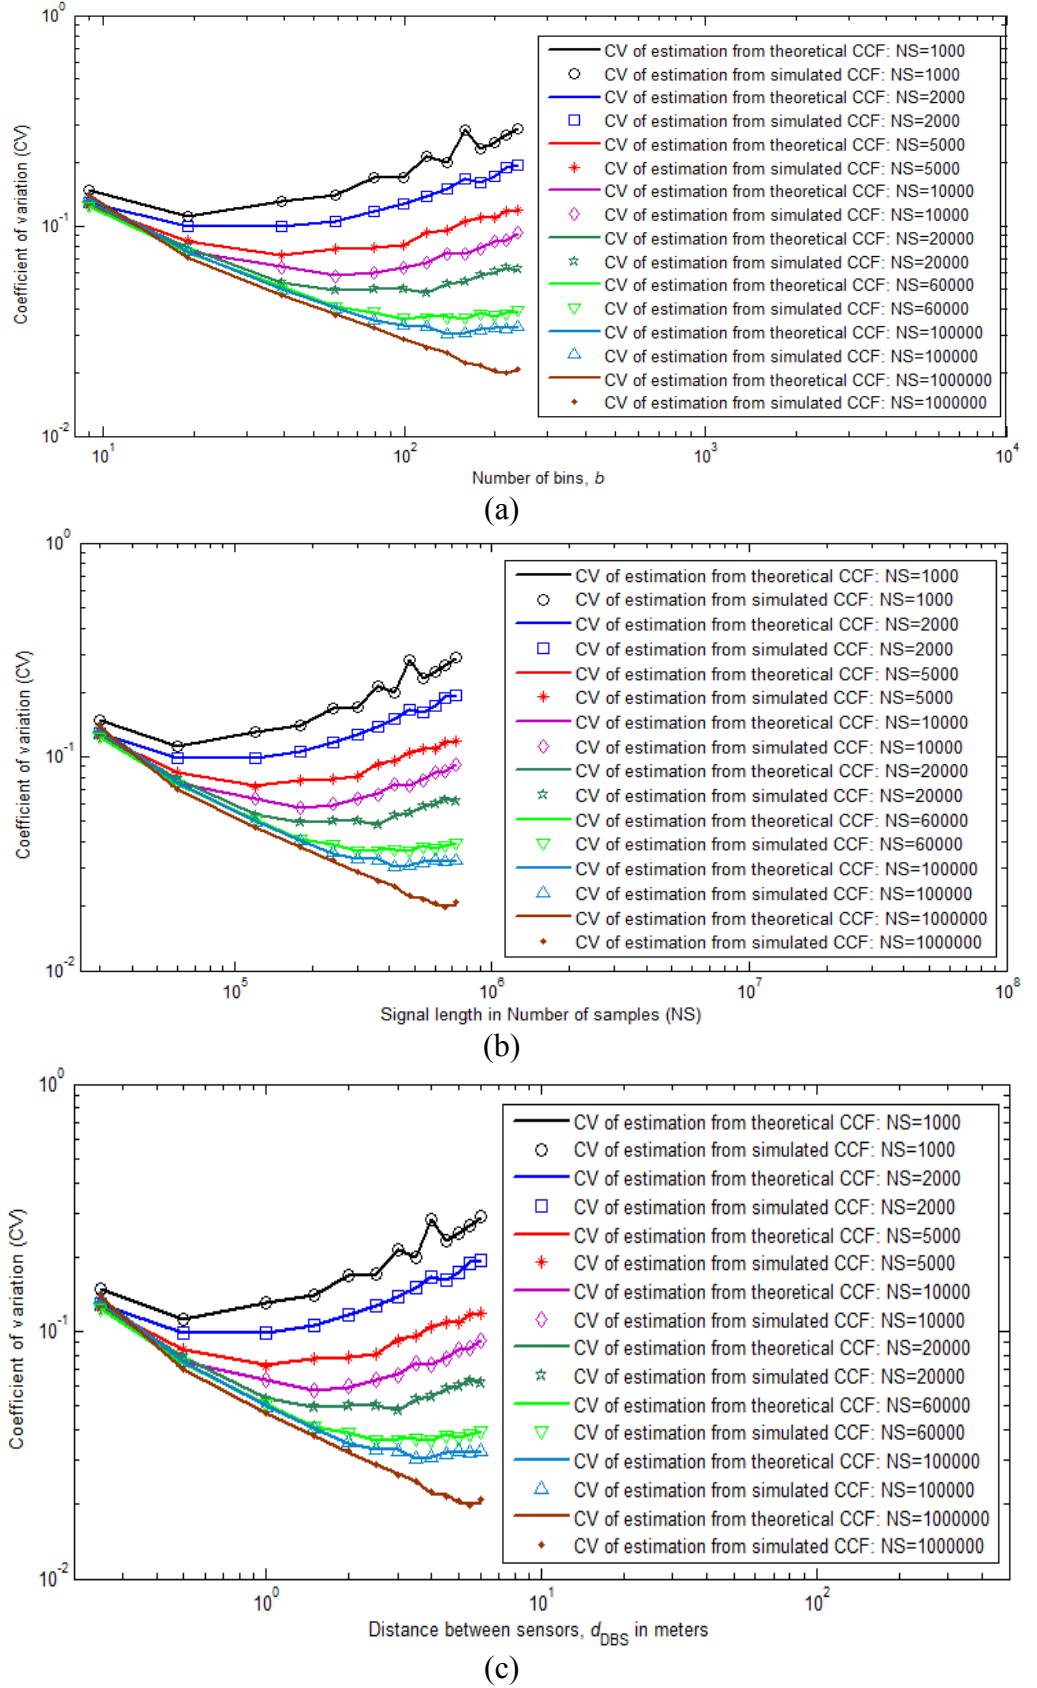 10^0
10^-1
10^-2
Coefficient of variation (CV)
CV of estimation from theoretical CCF: NS=1000
CV of estimation from simulated CCF: NS=1000
CV of estimation from theoretical CCF: NS=2000
CV of estimation from simulated CCF: NS=2000
CV of estimation from theoretical CCF: NS=5000
CV of estimation from simulated CCF: NS=5000
CV of estimation from theoretical CCF: NS=10000
CV of estimation from simulated CCF: NS=10000
CV of estimation from theoretical CCF: NS=20000
CV of estimation from simulated CCF: NS=20000
CV of estimation from theoretical CCF: NS=60000
CV of estimation from simulated CCF: NS=60000
CV of estimation from theoretical CCF: NS=100000
CV of estimation from simulated CCF: NS=100000
CV of estimation from theoretical CCF: NS=1000000
CV of estimation from simulated CCF: NS=1000000
10^1 10^2 10^3 10^4
Number of bins, b
(a)
10^0
10^-1
10^-2
Coefficient of variation (CV)
CV of estimation from theoretical CCF: NS=1000
CV of estimation from simulated CCF: NS=1000
CV of estimation from theoretical CCF: NS=2000
CV of estimation from simulated CCF: NS=2000
CV of estimation from theoretical CCF: NS=5000
CV of estimation from simulated CCF: NS=5000
CV of estimation from theoretical CCF: NS=10000
CV of estimation from simulated CCF: NS=10000
CV of estimation from theoretical CCF: NS=20000
CV of estimation from simulated CCF: NS=20000
CV of estimation from theoretical CCF: NS=60000
CV of estimation from simulated CCF: NS=60000
CV of estimation from theoretical CCF: NS=100000
CV of estimation from simulated CCF: NS=100000
CV of estimation from theoretical CCF: NS=1000000
CV of estimation from simulated CCF: NS=1000000
10^5 10^6 10^7 10^8
Signal length in Number of samples (NS)
(b)
10^0
10^-1
10^-2
Coefficient of variation (CV)
CV of estimation from theoretical CCF: NS=1000
CV of estimation from simulated CCF: NS=1000
CV of estimation from theoretical CCF: NS=2000
CV of estimation from simulated CCF: NS=2000
CV of estimation from theoretical CCF: NS=5000
CV of estimation from simulated CCF: NS=5000
CV of estimation from theoretical CCF: NS=10000
CV of estimation from simulated CCF: NS=10000
CV of estimation from theoretical CCF: NS=20000
CV of estimation from simulated CCF: NS=20000
CV of estimation from theoretical CCF: NS=60000
CV of estimation from simulated CCF: NS=60000
CV of estimation from theoretical CCF: NS=100000
CV of estimation from simulated CCF: NS=100000
CV of estimation from theoretical CCF: NS=1000000
CV of estimation from simulated CCF: NS=1000000
10^0 10^1 10^2
Distance between sensors, d_DBS in meters
(c)